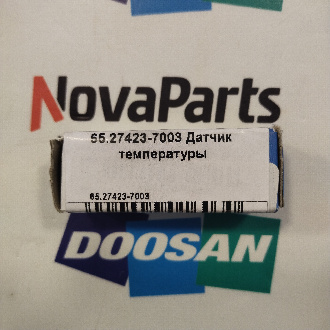 NovaParts
65.27423-7003 Датчик
температуры
65.27423-7003
DOOSAN